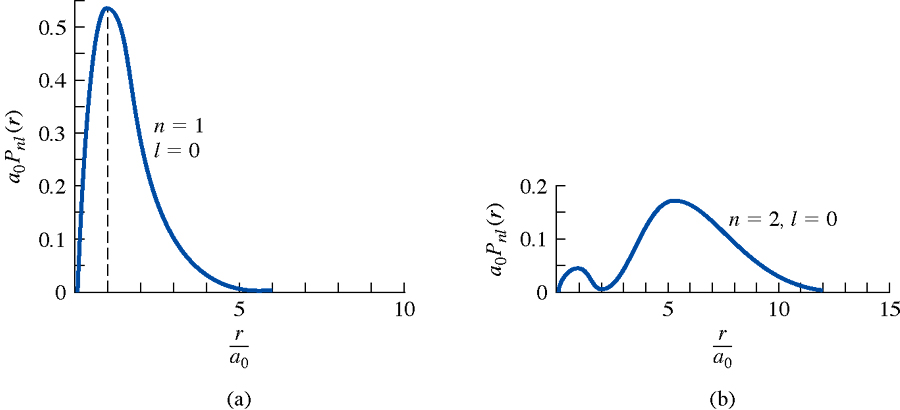 0.5
0.4
0.3
0.2
0.1
0
a₀Pₙₗ(r)
n = 1
l = 0
5
10
r
a₀
(a)
0.2
0.1
0
a₀Pₙₗ(r)
n = 2, l = 0
5
10
15
r
a₀
(b)